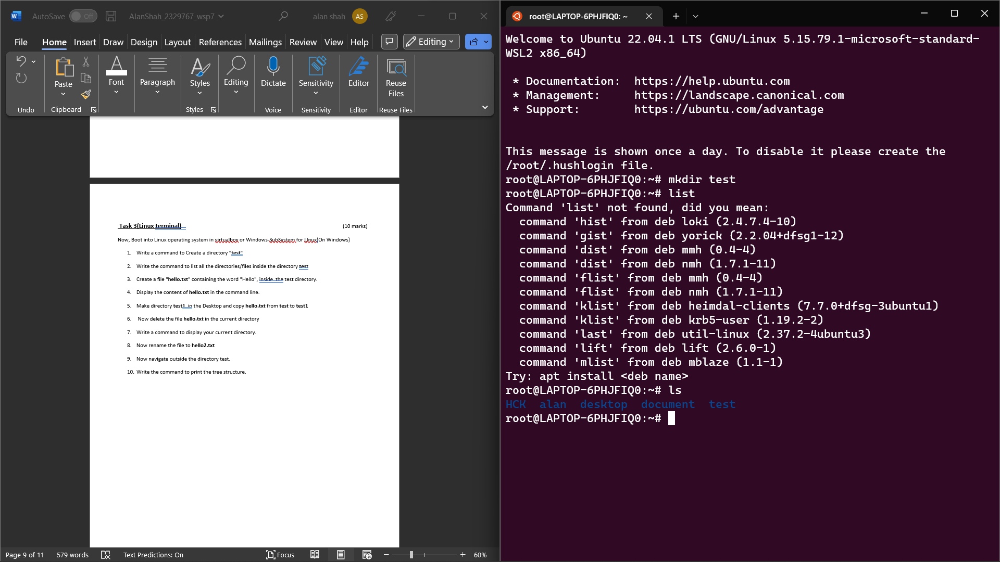 AutoSave Off AlanShah_2329767_wsp7 alan shah AS
File Home Insert Draw Design Layout References Mailings Review View Help Editing
Paste Font Paragraph Styles Editing Dictate Sensitivity Editor Reuse Files
Undo Clipboard Styles Voice Sensitivity Editor Reuse Files
Task 3(Linux terminal) (10 marks)
Now, Boot into Linux operating system in virtualbox or Windows-SubSystem for LInux(On Windows)
1. Write a command to Create a directory "test"
2. Write the command to list all the directories/files inside the directory test
3. Create a file "hello.txt" containing the word "Hello", inside the test directory.
4. Display the content of hello.txt in the command line.
5. Make directory test1 in the Desktop and copy hello.txt from test to test1
6. Now delete the file hello.txt in the current directory
7. Write a command to display your current directory.
8. Now rename the file to hello2.txt
9. Now navigate outside the directory test.
10. Write the command to print the tree structure.
Page 9 of 11 579 words Text Predictions: On Focus 60%
root@LAPTOP-6PHJFIQ0: ~
Welcome to Ubuntu 22.04.1 LTS (GNU/Linux 5.15.79.1-microsoft-standard-
WSL2 x86_64)
* Documentation: https://help.ubuntu.com
* Management: https://landscape.canonical.com
* Support: https://ubuntu.com/advantage
This message is shown once a day. To disable it please create the
/root/.hushlogin file.
root@LAPTOP-6PHJFIQ0:~# mkdir test
root@LAPTOP-6PHJFIQ0:~# list
Command 'list' not found, did you mean:
command 'hist' from deb loki (2.4.7.4-10)
command 'gist' from deb yorick (2.2.04+dfsg1-12)
command 'dist' from deb mmh (0.4-4)
command 'dist' from deb nmh (1.7.1-11)
command 'flist' from deb mmh (0.4-4)
command 'flist' from deb nmh (1.7.1-11)
command 'klist' from deb heimdal-clients (7.7.0+dfsg-3ubuntu1)
command 'klist' from deb krb5-user (1.19.2-2)
command 'last' from deb util-linux (2.37.2-4ubuntu3)
command 'lift' from deb lift (2.6.0-1)
command 'mlist' from deb mblaze (1.1-1)
Try: apt install <deb name>
root@LAPTOP-6PHJFIQ0:~# ls
HCK alan desktop document test
root@LAPTOP-6PHJFIQ0:~#